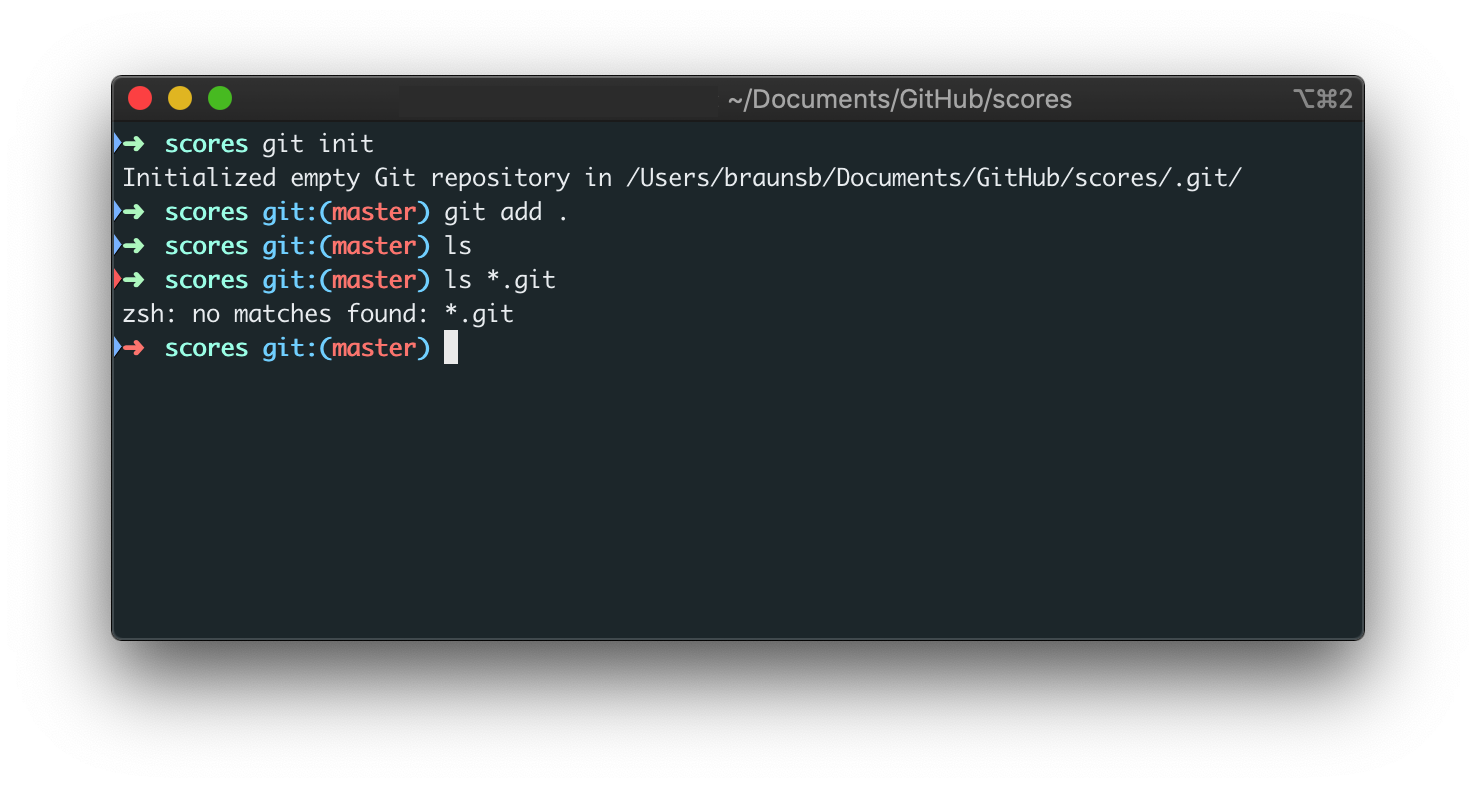 ~/Documents/GitHub/scores ⌥⌘2
➜ scores git init
Initialized empty Git repository in /Users/braunsb/Documents/GitHub/scores/.git/
➜ scores git:(master) git add .
➜ scores git:(master) ls
➜ scores git:(master) ls *.git
zsh: no matches found: *.git
➜ scores git:(master)